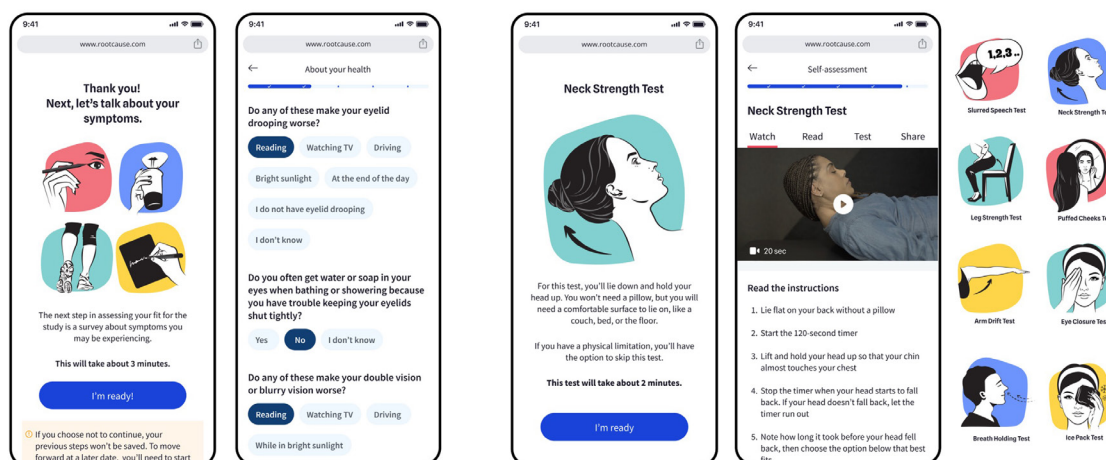 9:41
www.rootcause.com
Thank you!
Next, let's talk about your
symptoms.
The next step in assessing your fit for the
study is a survey about symptoms you
may be experiencing.
This will take about 3 minutes.
I'm ready!
If you choose not to continue, your
previous steps won't be saved. To move
forward at a later date, you'll need to start
9:41
www.rootcause.com
About your health
Do any of these make your eyelid
drooping worse?
Reading Watching TV Driving
Bright sunlight At the end of the day
I do not have eyelid drooping
I don't know
Do you often get water or soap in your
eyes when bathing or showering because
you have trouble keeping your eyelids
shut tightly?
Yes No I don't know
Do any of these make your double vision
or blurry vision worse?
Reading Watching TV Driving
While in bright sunlight
9:41
www.rootcause.com
Neck Strength Test
For this test, you'll lie down and hold your
head up. You won't need a pillow, but you will
need a comfortable surface to lie on, like a
couch, bed, or the floor.
If you have a physical limitation, you'll have
the option to skip this test.
This test will take about 2 minutes.
I'm ready
9:41
www.rootcause.com
Self-assessment
Neck Strength Test
Watch Read Test Share
20 sec
Read the instructions
1. Lie flat on your back without a pillow
2. Start the 120-second timer
3. Lift and hold your head up so that your chin
almost touches your chest
4. Stop the timer when your head starts to fall
back. If your head doesn't fall back, let the
timer run out
5. Note how long it took before your head fell
back, then choose the option below that best
fits
1,2,3..
Slurred Speech Test
Neck Strength Te
Leg Strength Test
Puffed Cheeks Te
Arm Drift Test
Eye Closure Tes
Breath Holding Test
Ice Pack Test